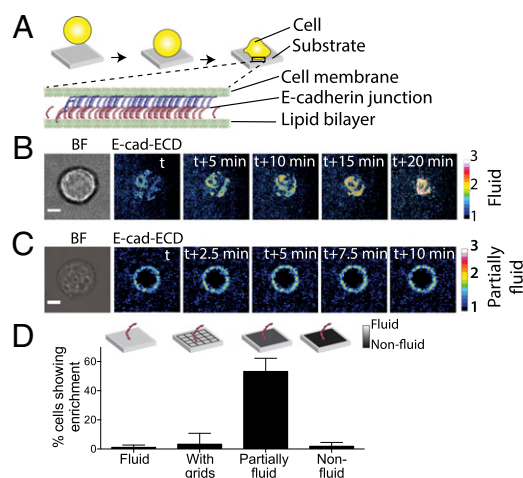 A
Cell
Substrate
Cell membrane
E-cadherin junction
Lipid bilayer
B
BF
E-cad-ECD
t
t+5 min
t+10 min
t+15 min
t+20 min
3
2
1
Fluid
C
BF
E-cad-ECD
t
t+2.5 min
t+5 min
t+7.5 min
t+10 min
3
2
1
Partially
fluid
D
Fluid
Non-fluid
% cells showing
enrichment
60
40
20
0
Fluid
With
grids
Partially
fluid
Non-
fluid